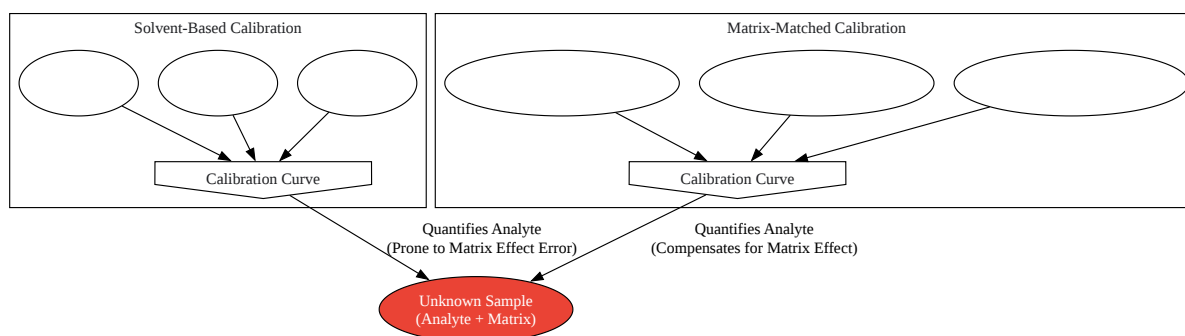 Solvent-Based Calibration
Matrix-Matched Calibration
Calibration Curve
Calibration Curve
Quantifies Analyte
(Prone to Matrix Effect Error)
Quantifies Analyte
(Compensates for Matrix Effect)
Unknown Sample
(Analyte + Matrix)